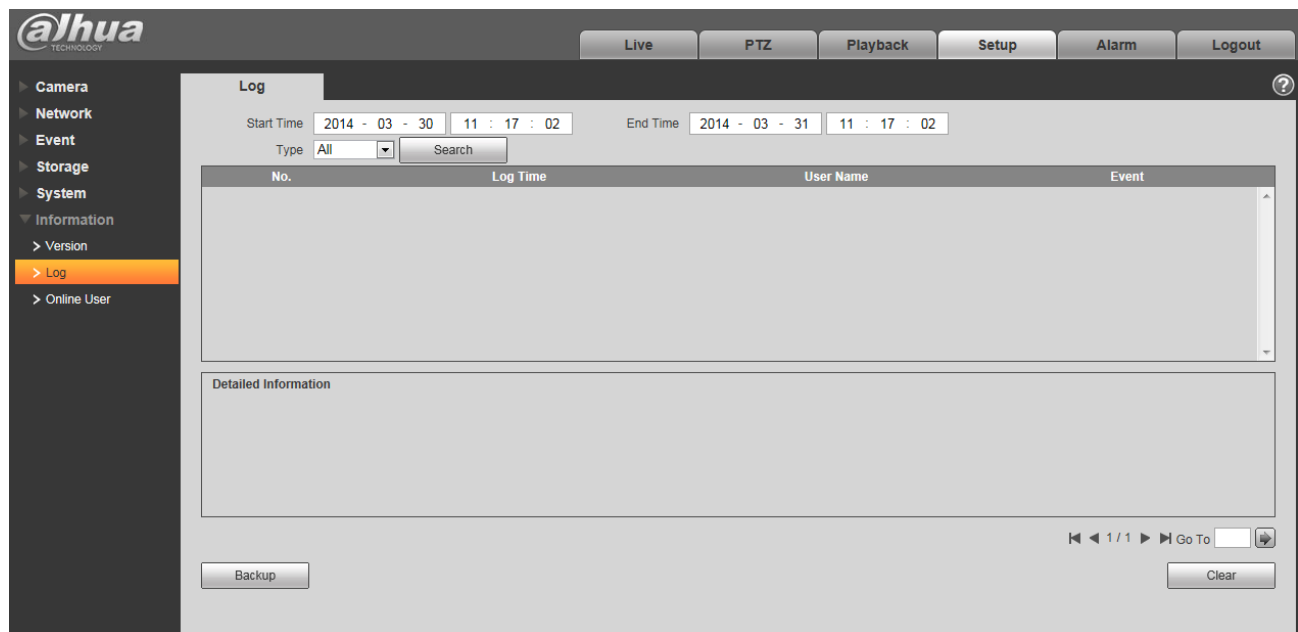 alhua
TECHNOLOGY
Live PTZ Playback Setup Alarm Logout
Camera
Network
Event
Storage
System
Information
> Version
> Log
> Online User
Log
?
Start Time 2014 - 03 - 30 11 : 17 : 02 End Time 2014 - 03 - 31 11 : 17 : 02
Type All Search
No. Log Time User Name Event
Detailed Information
1 / 1 Go To
Backup Clear